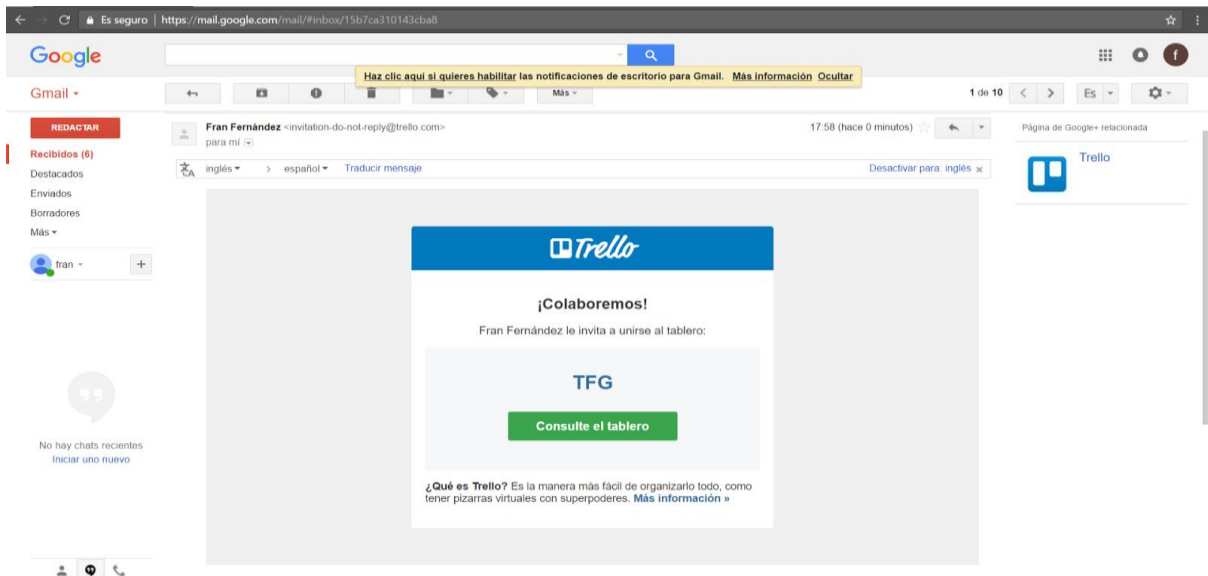 Es seguro | https://mail.google.com/mail/#inbox/15b7ca310143cba8
Google
Haz clic aquí si quieres habilitar las notificaciones de escritorio para Gmail. Más información Ocultar
Gmail
Más
1 de 10
Es
REDACTAR
Recibidos (6)
Destacados
Enviados
Borradores
Más
fran
No hay chats recientes
Iniciar uno nuevo
Fran Fernández <invitation-do-not-reply@trello.com>
17:58 (hace 0 minutos)
para mí
inglés > español Traducir mensaje
Desactivar para: inglés x
Trello
¡Colaboremos!
Fran Fernández le invita a unirse al tablero:
TFG
Consulte el tablero
¿Qué es Trello? Es la manera más fácil de organizarlo todo, como
tener pizarras virtuales con superpoderes. Más información »
Página de Google+ relacionada
Trello
f